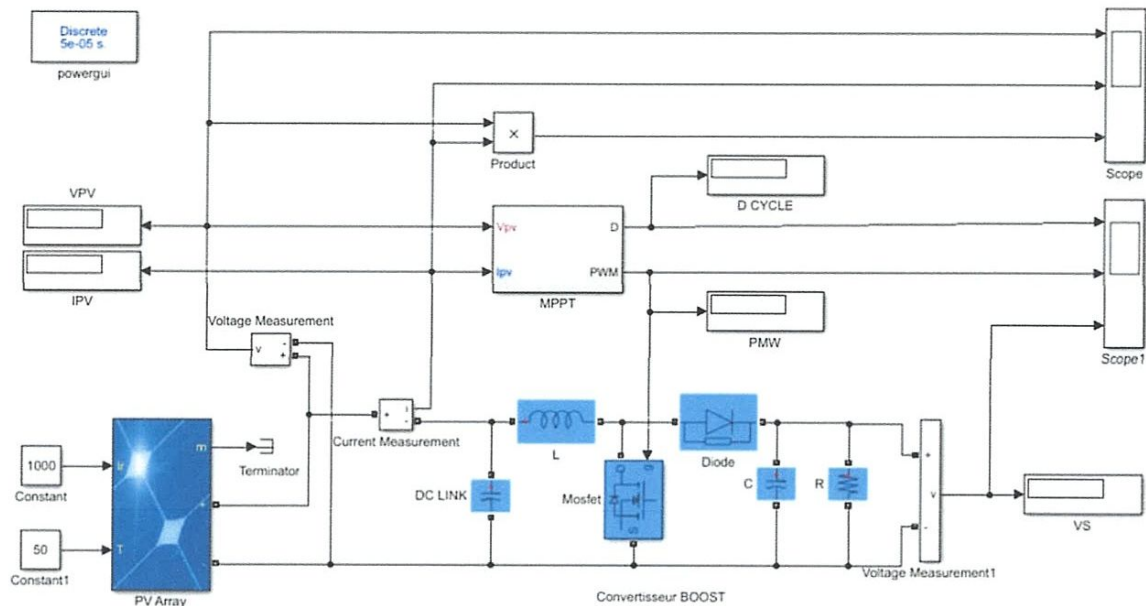 Discrete
5e-05 s.
powergui
×
Product
Scope
VPV
D CYCLE
Vpv
D
Ipv
PWM
MPPT
IPV
PMW
Scope1
Voltage Measurement
v
-
+
+
i
-
Current Measurement
L
Diode
1000
Constant
Ir
m
Terminator
DC LINK
Mosfet
D
g
S
C
R
+
v
-
VS
50
Constant1
T
+
-
PV Array
Voltage Measurement1
Convertisseur BOOST